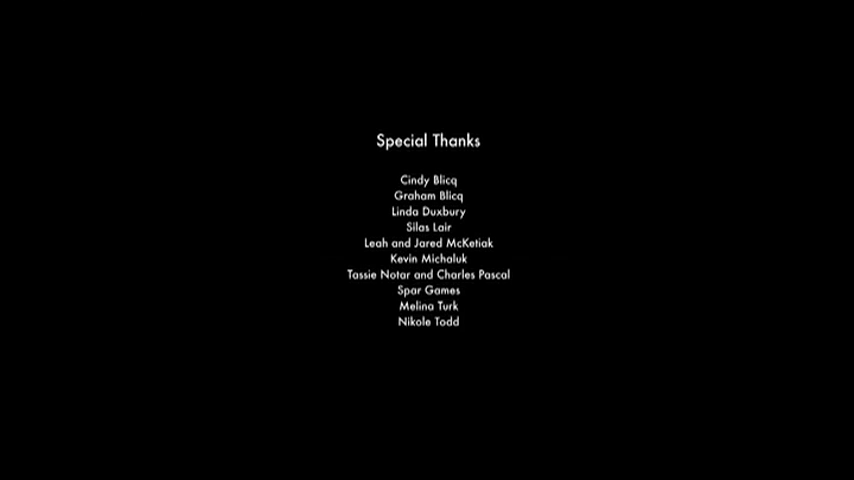 Special Thanks
Cindy Blicq
Graham Blicq
Linda Duxbury
Silas Lair
Leah and Jared McKetiak
Kevin Michaluk
Tassie Notar and Charles Pascal
Spar Games
Melina Turk
Nikole Todd